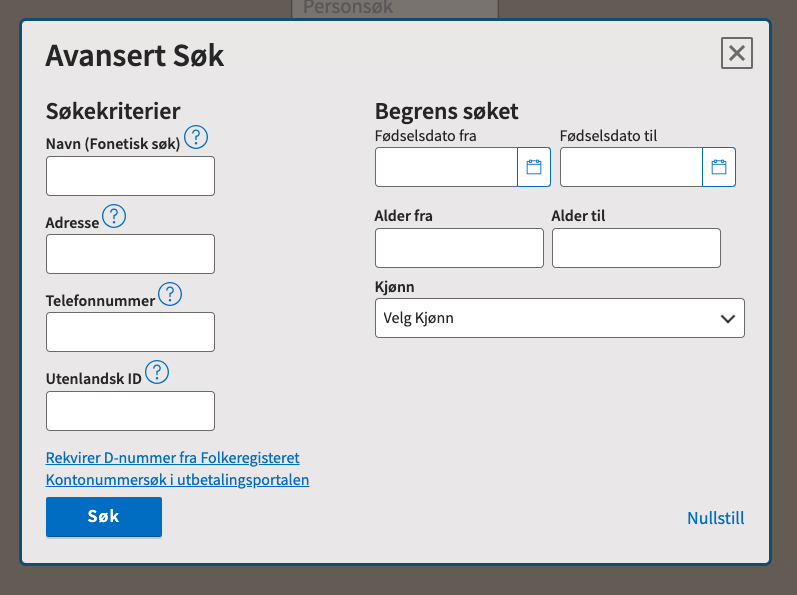 Personsøk
Avansert Søk
Søkekriterier
Navn (Fonetisk søk) ?
Adresse ?
Telefonnummer ?
Utenlandsk ID ?
Rekvirer D-nummer fra Folkeregisteret
Kontonummersøk i utbetalingsportalen
Søk
Begrens søket
Fødselsdato fra
Fødselsdato til
Alder fra
Alder til
Kjønn
Velg Kjønn
Nullstill